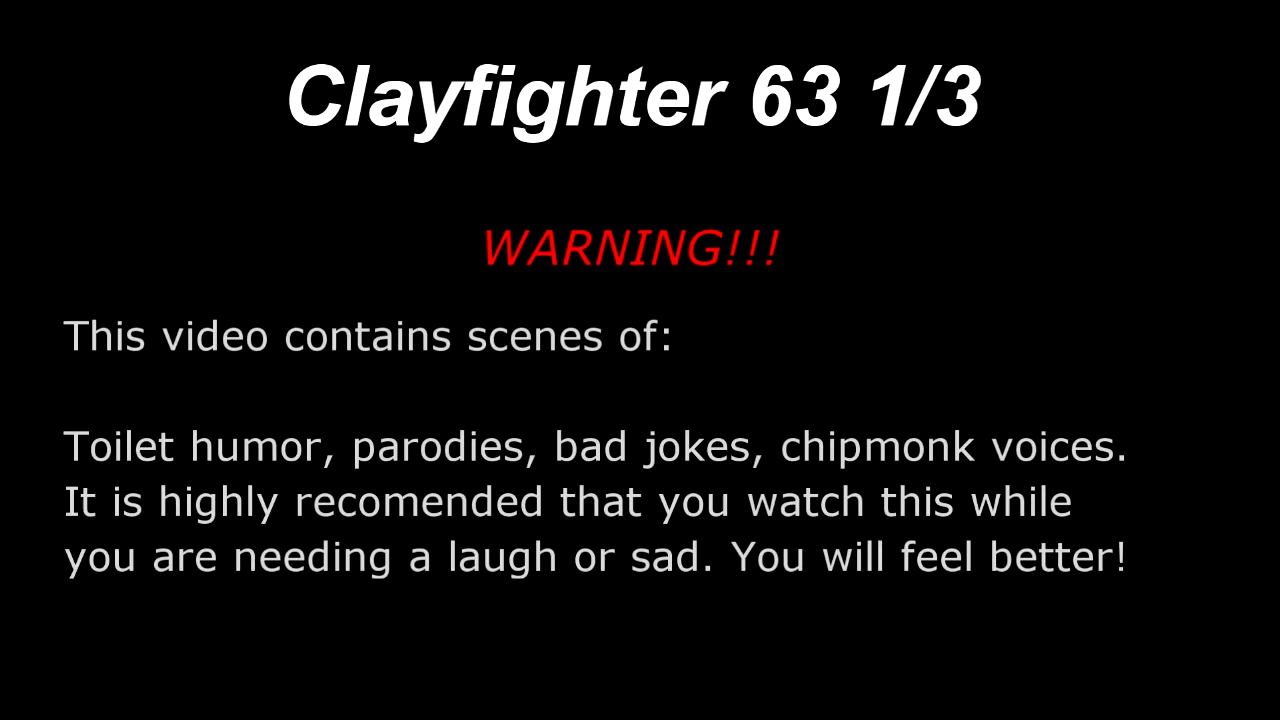 Clayfighter 63 1/3
WARNING!!!
This video contains scenes of:
Toilet humor, parodies, bad jokes, chipmonk voices.
It is highly recomended that you watch this while
you are needing a laugh or sad. You will feel better!